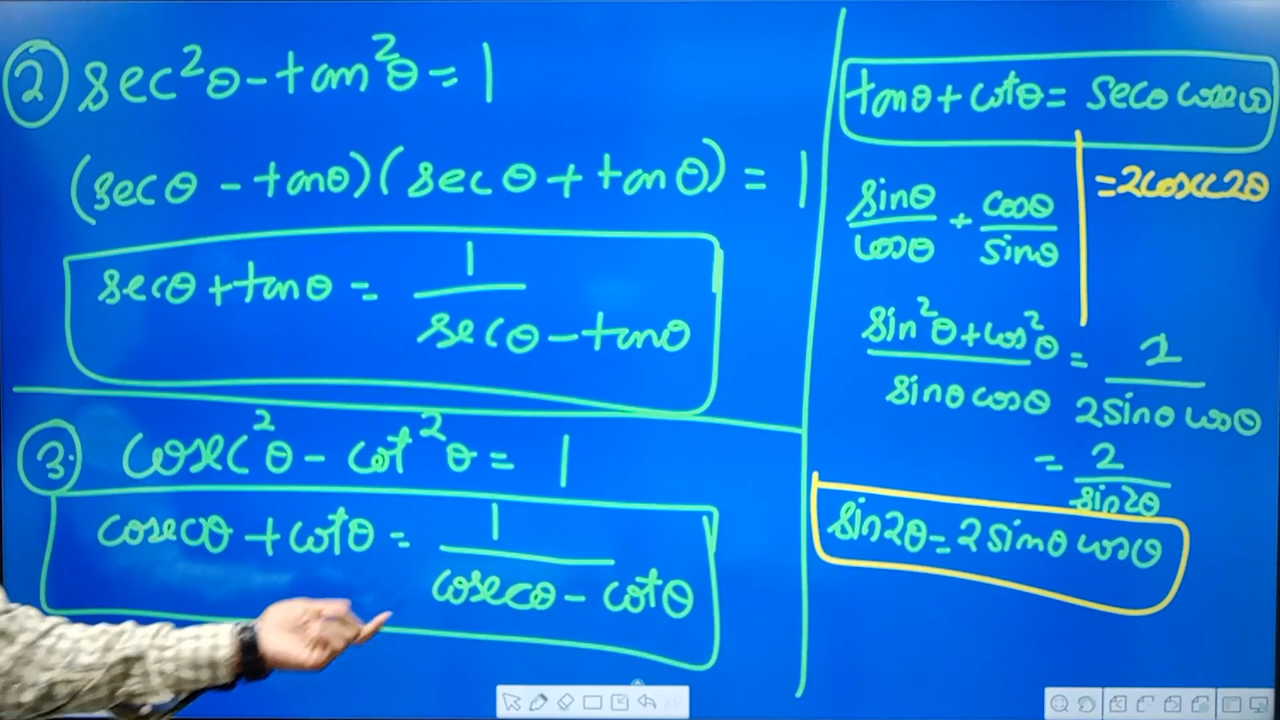 ② sec²θ - tan²θ = 1
(secθ - tanθ)(secθ + tanθ) = 1
secθ + tanθ = 1/(secθ - tanθ)
③. cosec²θ - cot²θ = 1
cosecθ + cotθ = 1/(cosecθ - cotθ)
tanθ + cotθ = secθ cosecθ
= 2cosec2θ
sinθ/cosθ + cosθ/sinθ
(sin²θ + cos²θ)/(sinθ cosθ) = 2/(2sinθ cosθ)
= 2/sin2θ
sin2θ = 2sinθ cosθ